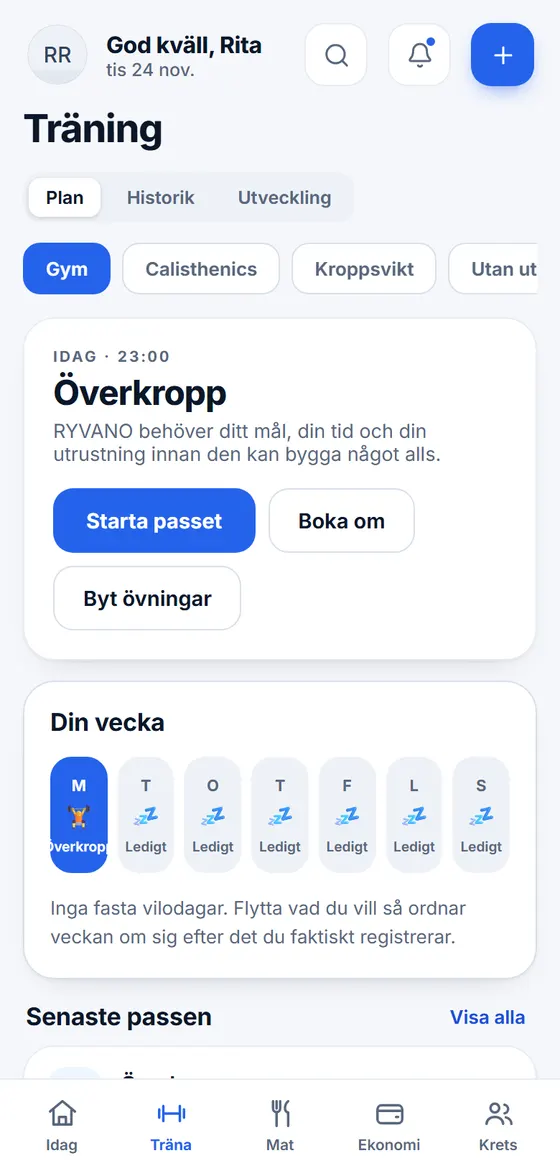 RR
God kväll, Rita
tis 24 nov.
Träning
Plan
Historik
Utveckling
Gym
Calisthenics
Kroppsvikt
Utan ut
IDAG · 23:00
Överkropp
RYVANO behöver ditt mål, din tid och din
utrustning innan den kan bygga något alls.
Starta passet
Boka om
Byt övningar
Din vecka
M T O T F L S
Överkropp Ledigt Ledigt Ledigt Ledigt Ledigt Ledigt
Inga fasta vilodagar. Flytta vad du vill så ordnar
veckan om sig efter det du faktiskt registrerar.
Senaste passen
Visa alla
Idag
Träna
Mat
Ekonomi
Krets